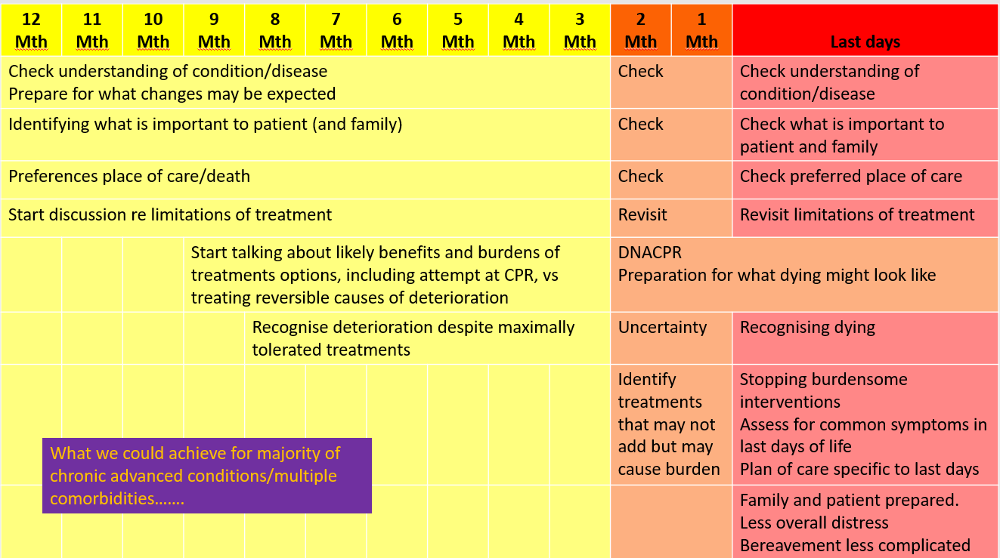 12 Mth
11 Mth
10 Mth
9 Mth
8 Mth
7 Mth
6 Mth
5 Mth
4 Mth
3 Mth
2 Mth
1 Mth
Last days
Check understanding of condition/disease
Prepare for what changes may be expected
Check
Check understanding of
condition/disease
Identifying what is important to patient (and family)
Check
Check what is important to
patient and family
Preferences place of care/death
Check
Check preferred place of care
Start discussion re limitations of treatment
Revisit
Revisit limitations of treatment
Start talking about likely benefits and burdens of
treatments options, including attempt at CPR, vs
treating reversible causes of deterioration
DNACPR
Preparation for what dying might look like
Recognise deterioration despite maximally
tolerated treatments
Uncertainty
Recognising dying
Identify
treatments
that may not
add but may
cause burden
Stopping burdensome
interventions
Assess for common symptoms in
last days of life
Plan of care specific to last days
What we could achieve for majority of
chronic advanced conditions/multiple
comorbidities…….
Family and patient prepared.
Less overall distress
Bereavement less complicated